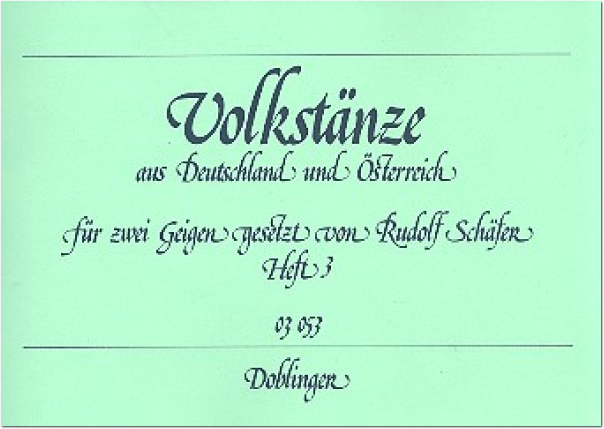 Volkstänze
aus Deutschland und Österreich
für zwei Geigen gesetzt von Rudolf Schäfer
Heft 3
03 053
Doblinger